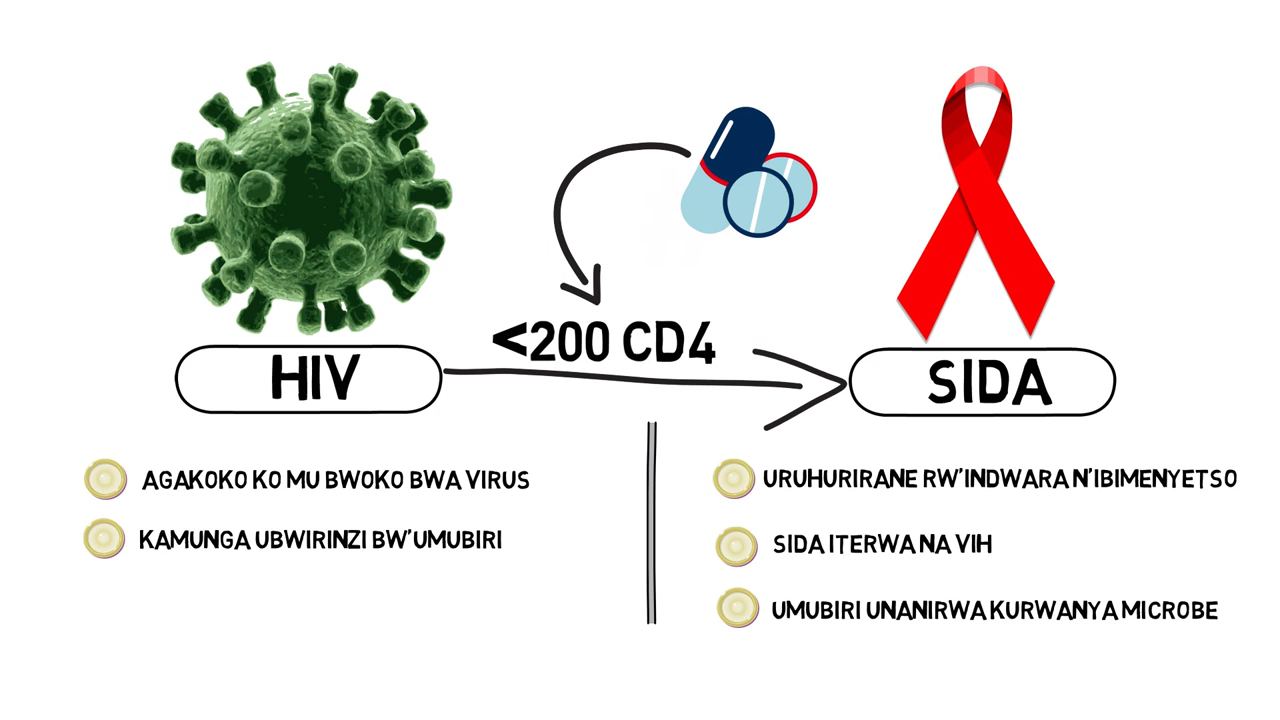 <200 CD4
HIV
SIDA
AGAKOKO KO MU BWOKO BWA VIRUS
KAMUNGA UBWIRINZI BW'UMUBIRI
URUHURIRANE RW'INDWARA N'IBIMENYETSO
SIDA ITERWA NA VIH
UMUBIRI UNANIRWA KURWANYA MICROBE